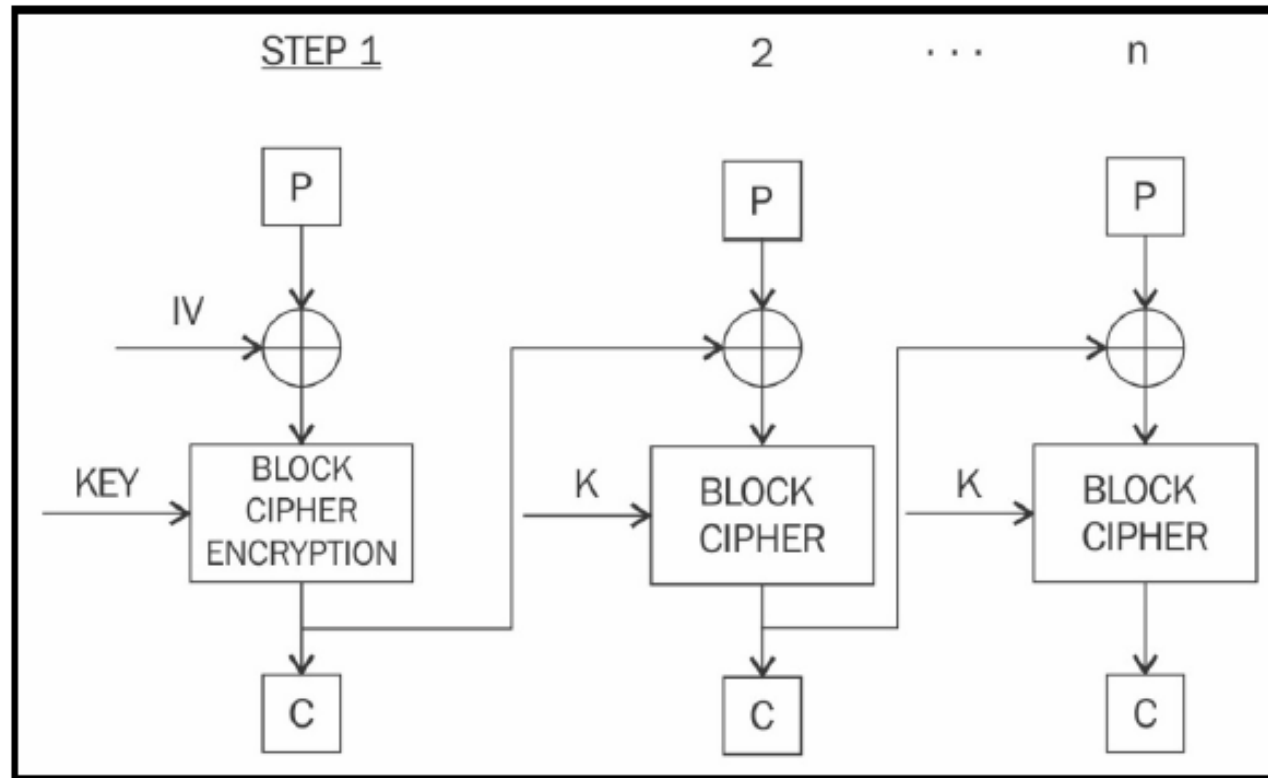 STEP 1 2 . . . n
P P P
IV
KEY K K
BLOCK CIPHER ENCRYPTION
BLOCK CIPHER
BLOCK CIPHER
C C C